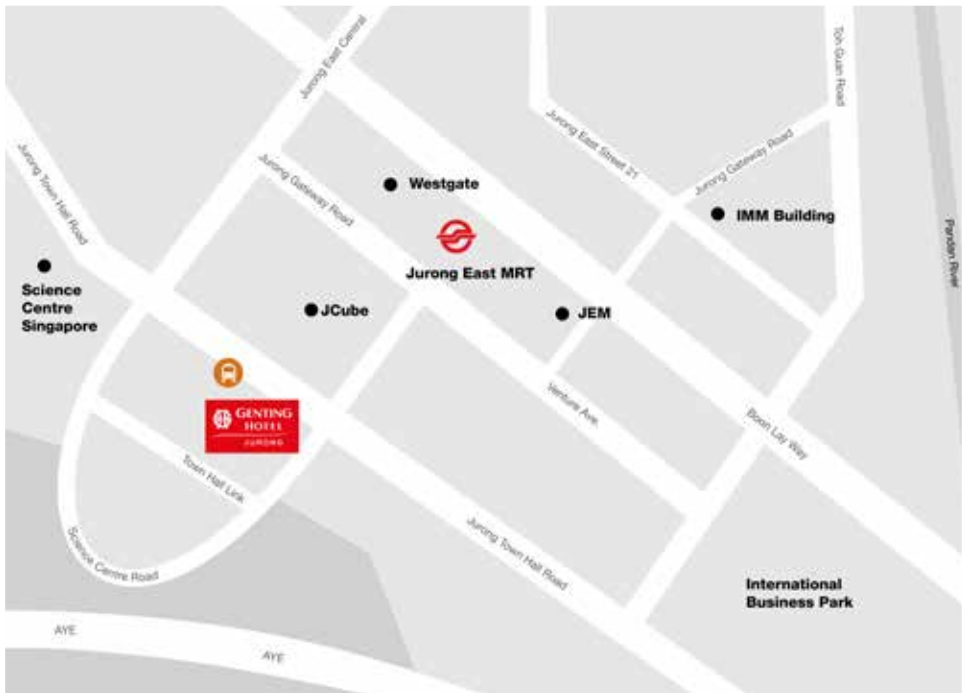 Jurong East Central
Toh Guan Road
Jurong East Street 21
Jurong Gateway Road
Jurong Town Hall Road
Jurong Gateway Road
Westgate
IMM Building
Pandan River
Jurong East MRT
Science
Centre
Singapore
JCube
JEM
GENTING
HOTEL
JURONG
Venture Ave.
Boon Lay Way
Town Hall Link
Jurong Town Hall Road
Science Centre Road
International
Business Park
AYE
AYE